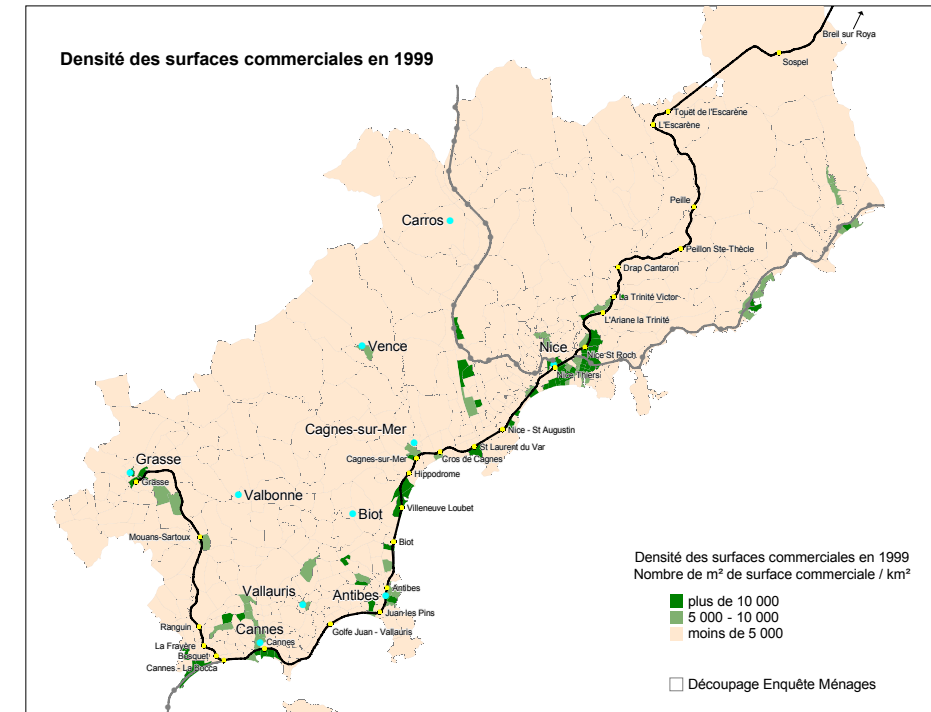 Densité des surfaces commerciales en 1999
Breil sur Roya
Sospel
Touët de l'Escarène
L'Escarène
Peille
Carros
Peillon Ste-Thècle
Drap Cantaron
La Trinité Victor
L'Ariane la Trinité
Vence
Nice
Nice St Roch
Nice Thiers
Cagnes-sur-Mer
Nice - St Augustin
St Laurent du Var
Cagnes-sur-Mer
Cros de Cagnes
Grasse
Hippodrome
Grasse
Valbonne
Villeneuve Loubet
Biot
Mouans-Sartoux
Biot
Densité des surfaces commerciales en 1999
Nombre de m² de surface commerciale / km²
Vallauris
Antibes
Antibes
plus de 10 000
Juan les Pins
5 000 - 10 000
Ranguin
Cannes
Golfe Juan - Vallauris
moins de 5 000
La Frayère
Cannes
Bosquet
Cannes - La Bocca
Découpage Enquête Ménages